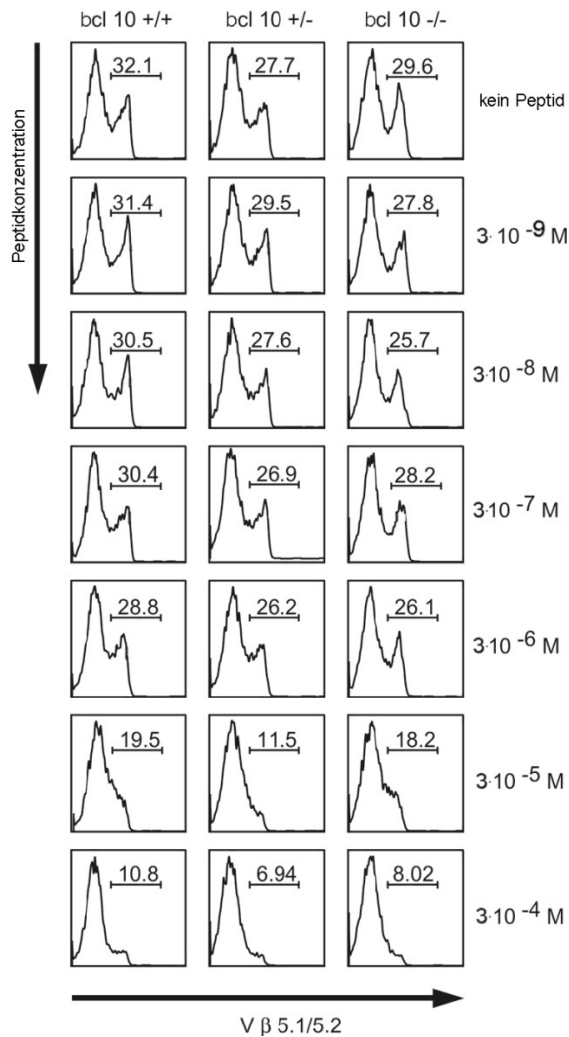 bcl 10 +/+ bcl 10 +/- bcl 10 -/-
Peptidkonzentration
32.1 27.7 29.6 kein Peptid
31.4 29.5 27.8 3· 10 -9 M
30.5 27.6 25.7 3·10 -8 M
30.4 26.9 28.2 3·10 -7 M
28.8 26.2 26.1 3·10 -6 M
19.5 11.5 18.2 3·10 -5 M
10.8 6.94 8.02 3·10 -4 M
V β 5.1/5.2